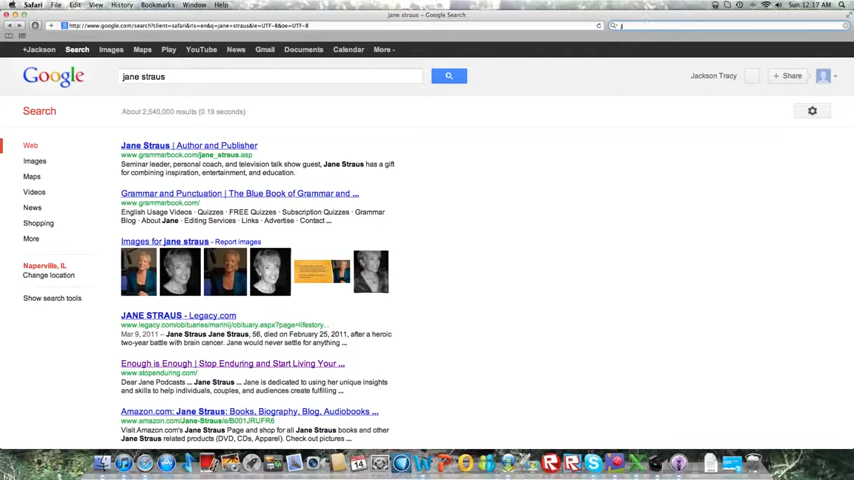 Safari File Edit View History Bookmarks Window Help Sun 12:17 AM
jane straus – Google Search
http://www.google.com/search?client=safari&rls=en&q=jane+straus&ie=UTF-8&oe=UTF-8
+Jackson Search Images Maps Play YouTube News Gmail Documents Calendar More
Google jane straus Jackson Tracy + Share
Search About 2,540,000 results (0.19 seconds)
Web
Images
Maps
Videos
News
Shopping
More
Naperville, IL
Change location
Show search tools
Jane Straus | Author and Publisher
www.grammarbook.com/jane_straus.asp
Seminar leader, personal coach, and television talk show guest, Jane Straus has a gift
for combining inspiration, entertainment, and education.
Grammar and Punctuation | The Blue Book of Grammar and ...
www.grammarbook.com/
English Usage Videos · Quizzes · FREE Quizzes · Subscription Quizzes · Grammar
Blog · About Jane · Editing Services · Links · Advertise · Contact ...
Images for jane straus - Report images
JANE STRAUS - Legacy.com
www.legacy.com/obituaries/marinij/obituary.aspx?page=lifestory...
Mar 9, 2011 – Jane Straus Jane Straus, 56, died on February 25, 2011, after a heroic
two-year battle with brain cancer. Jane would never settle for anything ...
Enough is Enough | Stop Enduring and Start Living Your ...
www.stopenduring.com/
Dear Jane Podcasts ... Jane Straus ... Jane is dedicated to using her unique insights
and skills to help individuals, couples, and audiences create fulfilling ...
Amazon.com: Jane Straus: Books, Biography, Blog, Audiobooks ...
www.amazon.com/Jane-Straus/e/B001JRUFR6
Visit Amazon.com's Jane Straus Page and shop for all Jane Straus books and other
Jane Straus related products (DVD, CDs, Apparel). Check out pictures ...